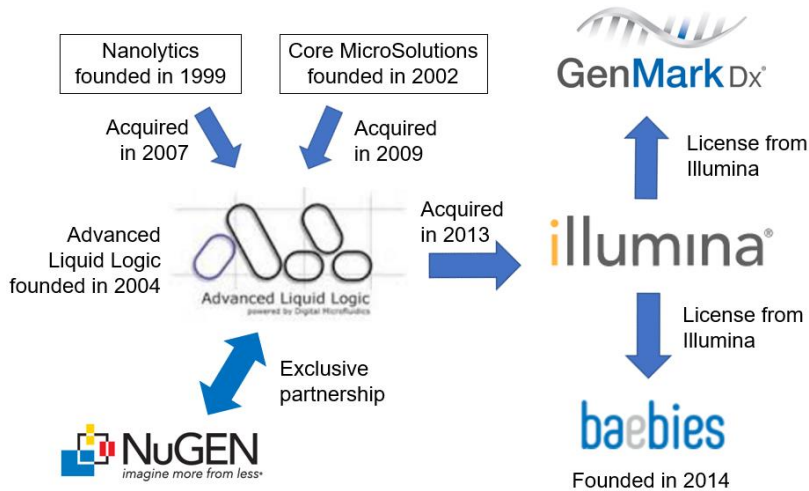 Nanolytics
founded in 1999
Core MicroSolutions
founded in 2002
GenMark Dx®
Acquired
in 2007
Acquired
in 2009
License from
Illumina
Advanced
Liquid Logic
founded in 2004
Advanced Liquid Logic
powered by Digital Microfluidics
Acquired
in 2013
illumina®
License from
Illumina
Exclusive
partnership
NuGEN
imagine more from less®
baebies
Founded in 2014